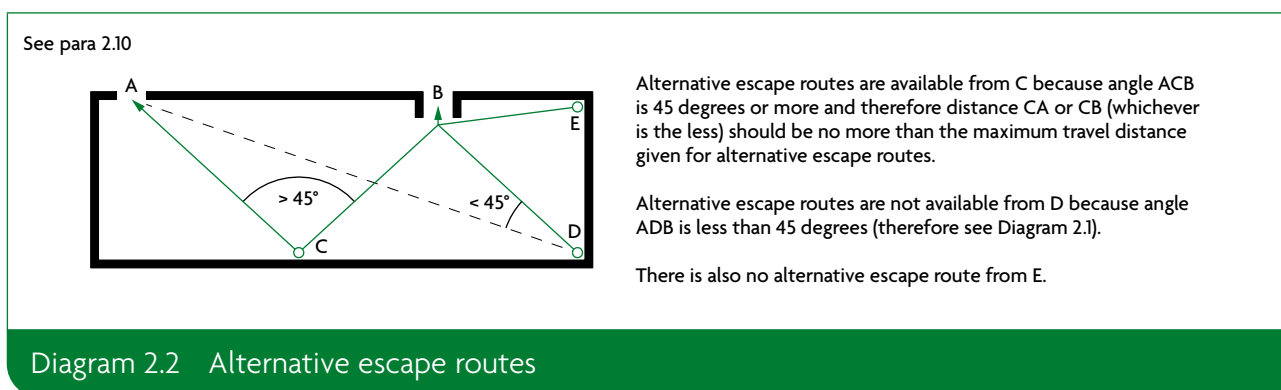 See para 2.10
A
B
E
> 45°
< 45°
D
C
Alternative escape routes are available from C because angle ACB
is 45 degrees or more and therefore distance CA or CB (whichever
is the less) should be no more than the maximum travel distance
given for alternative escape routes.
Alternative escape routes are not available from D because angle
ADB is less than 45 degrees (therefore see Diagram 2.1).
There is also no alternative escape route from E.
Diagram 2.2 Alternative escape routes